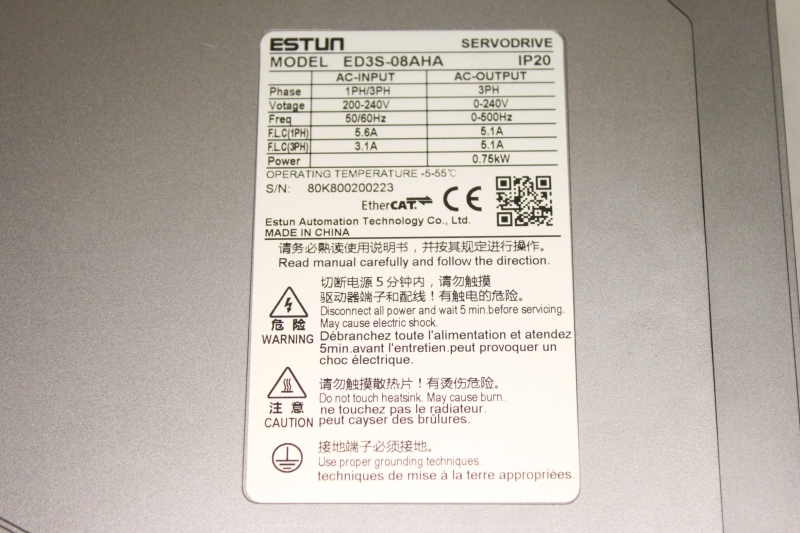 ESTUN SERVODRIVE
MODEL ED3S-08AHA IP20
AC-INPUT AC-OUTPUT
Phase 1PH/3PH 3PH
Votage 200-240V 0-240V
Freq 50/60Hz 0-500Hz
F.L.C(1PH) 5.6A 5.1A
F.L.C(3PH) 3.1A 5.1A
Power 0.75kW
OPERATING TEMPERATURE -5-55℃
S/N: 80K800200223
EtherCAT CE
Estun Automation Technology Co., Ltd.
MADE IN CHINA
请务必熟读使用说明书，并按其规定进行操作。
Read manual carefully and follow the direction.
切断电源5分钟内，请勿触摸
驱动器端子和配线！有触电的危险。
Disconnect all power and wait 5 min.before servicing.
May cause electric shock.
危 险
WARNING
Débranchez toute l'alimentation et atendez
5min.avant l'entretien.peut provoquer un
choc électrique.
请勿触摸散热片！有烫伤危险。
Do not touch heatsink. May cause burn.
注 意
CAUTION
ne touchez pas le radiateur.
peut cayser des brûlures.
接地端子必须接地。
Use proper grounding techniques.
techniques de mise à la terre appropriées.